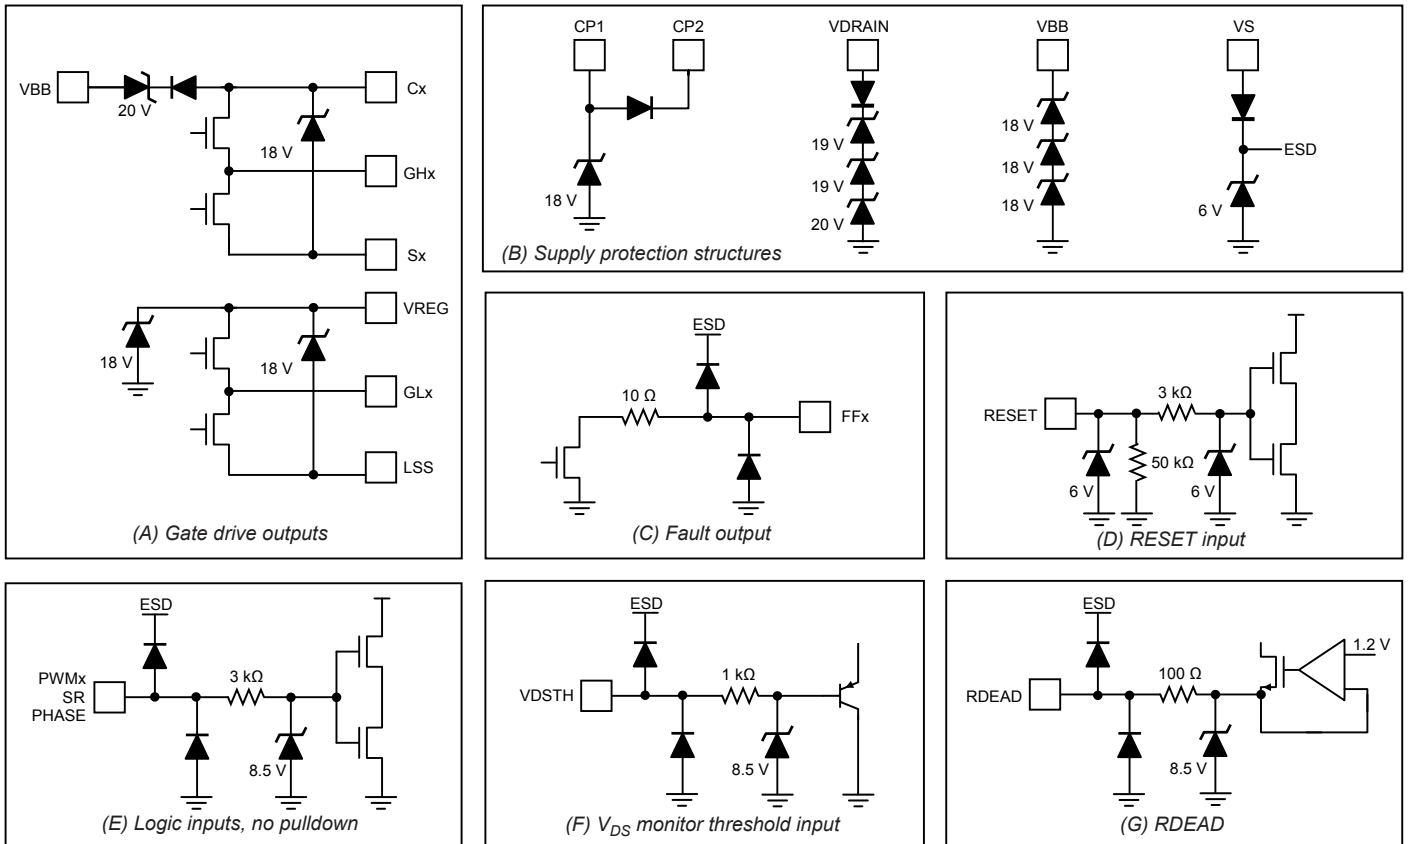 VBB
20 V
Cx
18 V
GHx
Sx
VREG
18 V
18 V
GLx
LSS
(A) Gate drive outputs
CP1
CP2
VDRAIN
VBB
VS
18 V
19 V
19 V
20 V
18 V
18 V
18 V
ESD
6 V
(B) Supply protection structures
ESD
10 Ω
FFx
(C) Fault output
RESET
3 kΩ
50 kΩ
6 V
6 V
(D) RESET input
ESD
PWMx
SR
PHASE
3 kΩ
8.5 V
(E) Logic inputs, no pulldown
ESD
VDSTH
1 kΩ
8.5 V
(F) VDS monitor threshold input
ESD
RDEAD
100 Ω
1.2 V
8.5 V
(G) RDEAD